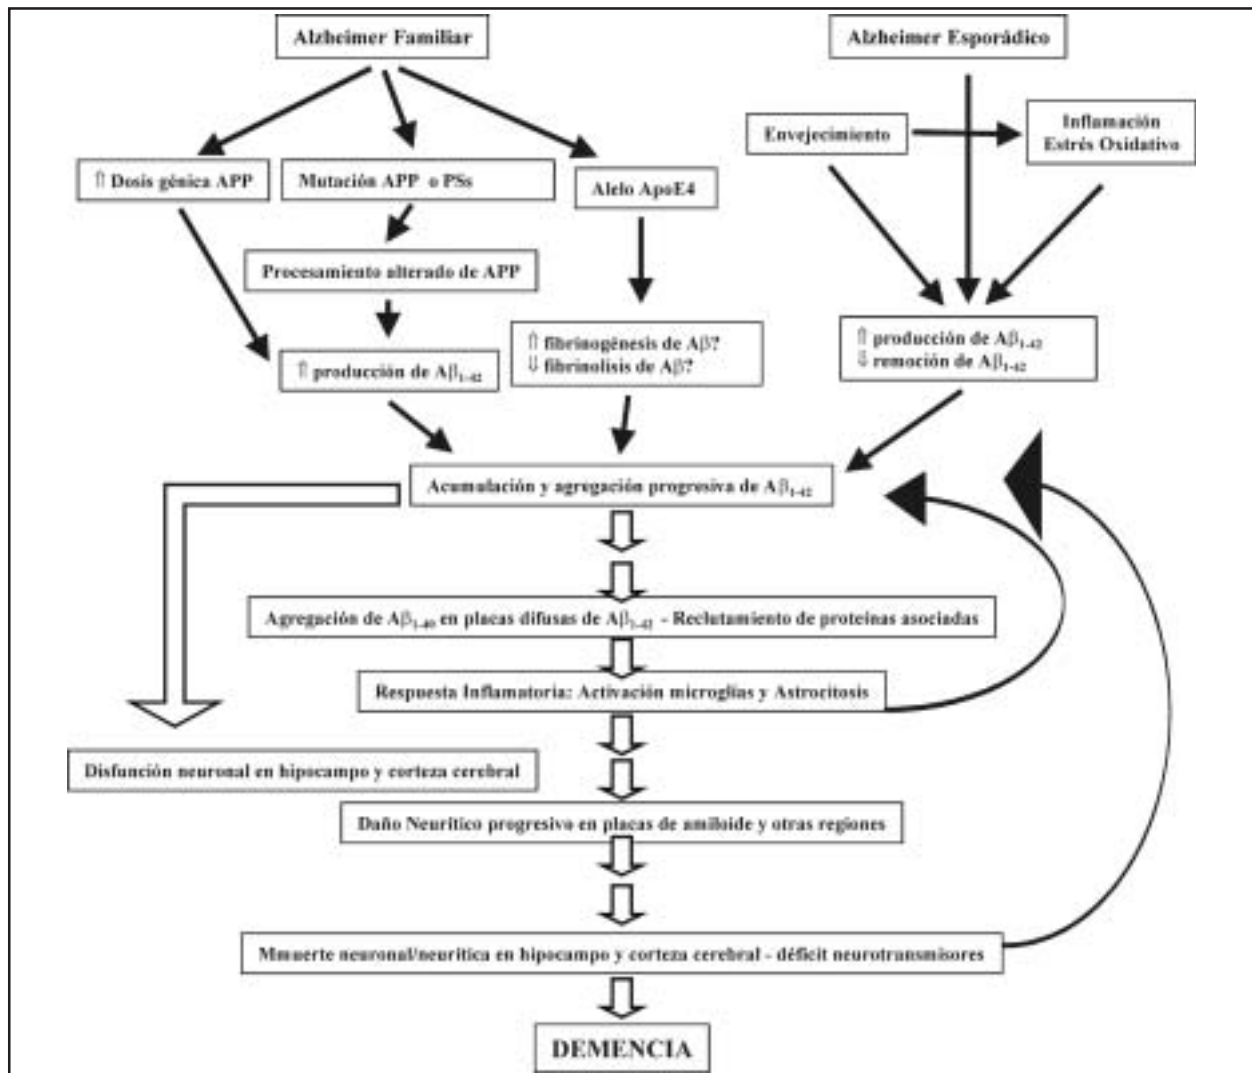 Alzheimer Familiar
Alzheimer Esporádico
Envejecimiento
Inflamación
Estrés Oxidativo
⇑ Dosis génica APP
Mutación APP o PSs
Alelo ApoE4
Procesamiento alterado de APP
⇑ producción de Aβ₁₋₄₂
⇑ fibrinogénesis de Aβ?
⇓ fibrinolisis de Aβ?
⇑ producción de Aβ₁₋₄₂
⇓ remoción de Aβ₁₋₄₂
Acumulación y agregación progresiva de Aβ₁₋₄₂
Agregación de Aβ₁₋₄₀ en placas difusas de Aβ₁₋₄₂ - Reclutamiento de proteínas asociadas
Respuesta Inflamatoria: Activación microglías y Astrocitosis
Disfunción neuronal en hipocampo y corteza cerebral
Daño Neurítico progresivo en placas de amiloide y otras regiones
Mmuerte neuronal/neurítica en hipocampo y corteza cerebral - déficit neurotransmisores
DEMENCIA